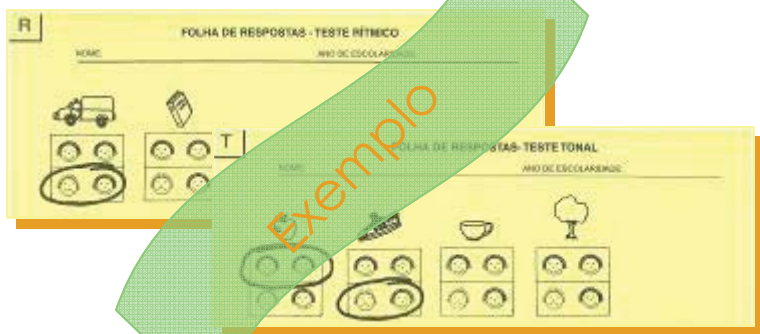 R
FOLHA DE RESPOSTAS - TESTE RÍTMICO
NOME:
ANO DE ESCOLARIDADE:
Exemplo
T
FOLHA DE RESPOSTAS- TESTE TONAL
NOME:
ANO DE ESCOLARIDADE: